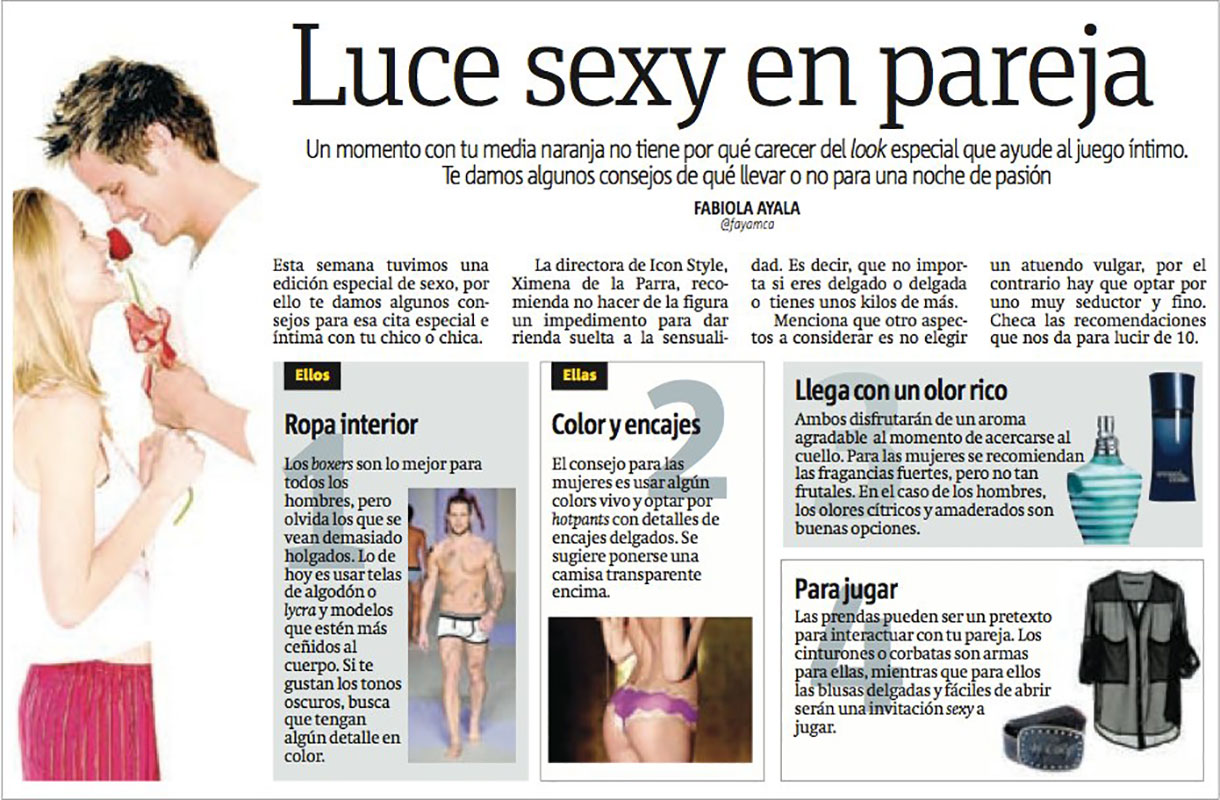 Luce sexy en pareja
Un momento con tu media naranja no tiene por qué carecer del look especial que ayude al juego íntimo.
Te damos algunos consejos de qué llevar o no para una noche de pasión
FABIOLA AYALA
@fayamca
Esta semana tuvimos una
edición especial de sexo, por
ello te damos algunos con-
sejos para esa cita especial e
íntima con tu chico o chica.
La directora de Icon Style,
Ximena de la Parra, reco-
mienda no hacer de la figura
un impedimento para dar
rienda suelta a la sensuali-
dad. Es decir, que no impor-
ta si eres delgado o delgada
o tienes unos kilos de más.
Menciona que otro aspec-
tos a considerar es no elegir
un atuendo vulgar, por el
contrario hay que optar por
uno muy seductor y fino.
Checa las recomendaciones
que nos da para lucir de 10.
Ellos
1
Ropa interior
Los boxers son lo mejor para
todos los
hombres, pero
olvida los que se
vean demasiado
holgados. Lo de
hoy es usar telas
de algodón o
lycra y modelos
que estén más
ceñidos al
cuerpo. Si te
gustan los tonos
oscuros, busca
que tengan
algún detalle en
color.
Ellas
2
Color y encajes
El consejo para las
mujeres es usar algún
colors vivo y optar por
hotpants con detalles de
encajes delgados. Se
sugiere ponerse una
camisa transparente
encima.
3
Llega con un olor rico
Ambos disfrutarán de un aroma
agradable al momento de acercarse al
cuello. Para las mujeres se recomiendan
las fragancias fuertes, pero no tan
frutales. En el caso de los hombres,
los olores cítricos y amaderados son
buenas opciones.
4
Para jugar
Las prendas pueden ser un pretexto
para interactuar con tu pareja. Los
cinturones o corbatas son armas
para ellas, mientras que para ellos
las blusas delgadas y fáciles de abrir
serán una invitación sexy a
jugar.